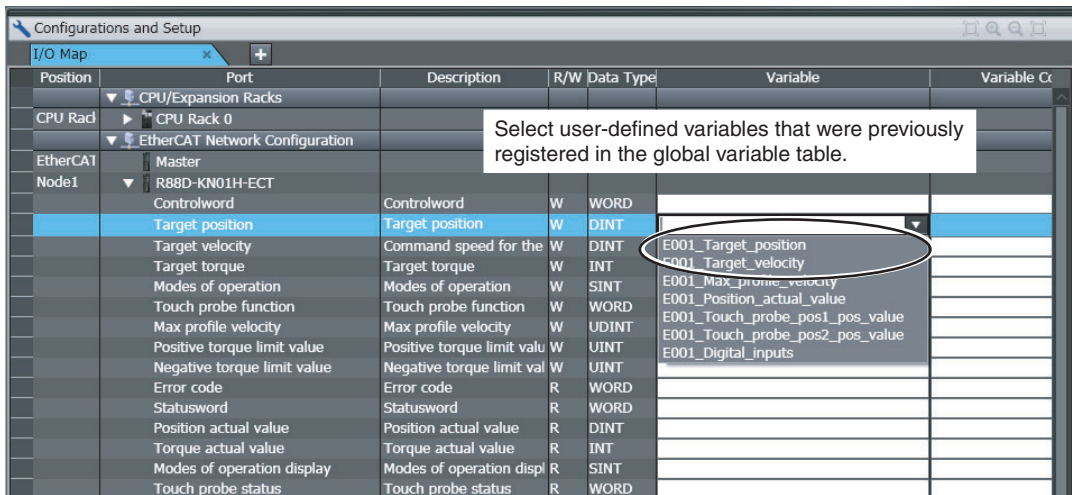 Configurations and Setup
I/O Map × +
Position Port Description R/W Data Type Variable Variable Co
▼ CPU/Expansion Racks
CPU Rack ▶ CPU Rack 0
▼ EtherCAT Network Configuration
Select user-defined variables that were previously
registered in the global variable table.
EtherCAT Master
Node1 ▼ R88D-KN01H-ECT
Controlword Controlword W WORD
Target position Target position W DINT
Target velocity Command speed for the W DINT E001_Target_position
Target torque Target torque W INT E001_Target_velocity
Modes of operation Modes of operation W SINT E001_Max_profile_velocity
Touch probe function Touch probe function W WORD E001_Position_actual_value
Max profile velocity Max profile velocity W UDINT E001_Touch_probe_pos1_pos_value
Positive torque limit value Positive torque limit valu W UINT E001_Touch_probe_pos2_pos_value
Negative torque limit value Negative torque limit val W UINT E001_Digital_inputs
Error code Error code R WORD
Statusword Statusword R WORD
Position actual value Position actual value R DINT
Torque actual value Torque actual value R INT
Modes of operation display Modes of operation displ R SINT
Touch probe status Touch probe status R WORD